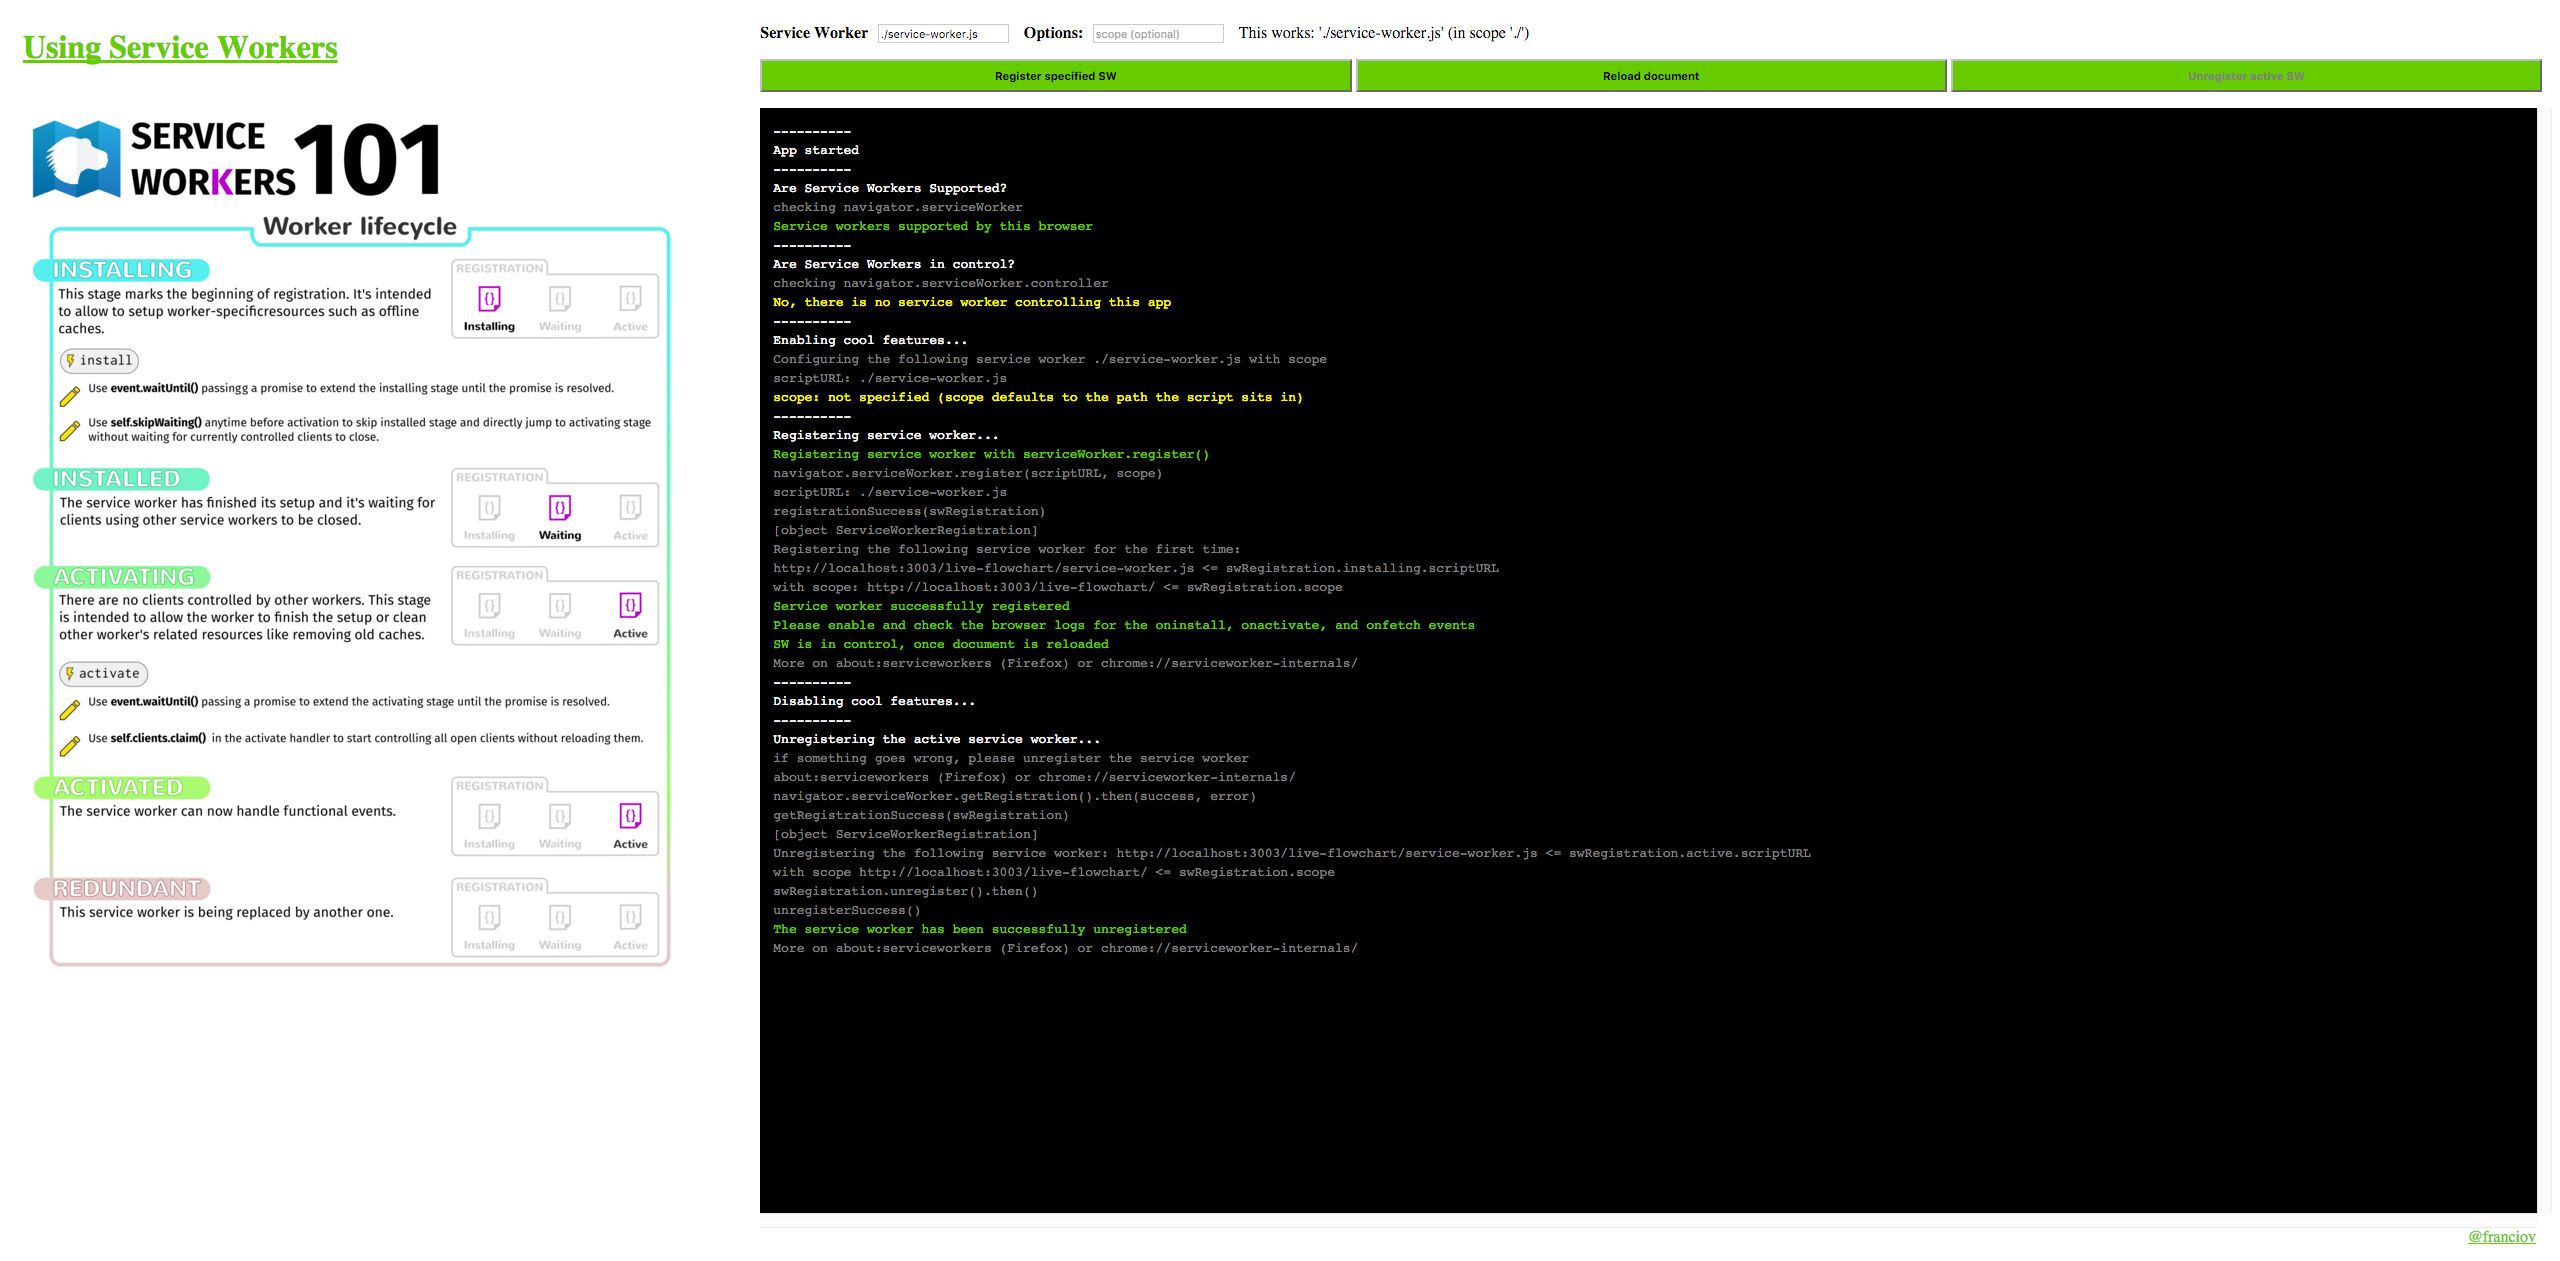 Using Service Workers
SERVICE
WORKERS 101
Worker lifecycle
INSTALLING
This stage marks the beginning of registration. It's intended
to allow to setup worker-specificresources such as offline
caches.
REGISTRATION
Installing Waiting Active
install
Use event.waitUntil() passingg a promise to extend the installing stage until the promise is resolved.
Use self.skipWaiting() anytime before activation to skip installed stage and directly jump to activating stage
without waiting for currently controlled clients to close.
INSTALLED
The service worker has finished its setup and it's waiting for
clients using other service workers to be closed.
REGISTRATION
Installing Waiting Active
ACTIVATING
There are no clients controlled by other workers. This stage
is intended to allow the worker to finish the setup or clean
other worker's related resources like removing old caches.
REGISTRATION
Installing Waiting Active
activate
Use event.waitUntil() passing a promise to extend the activating stage until the promise is resolved.
Use self.clients.claim() in the activate handler to start controlling all open clients without reloading them.
ACTIVATED
The service worker can now handle functional events.
REGISTRATION
Installing Waiting Active
REDUNDANT
This service worker is being replaced by another one.
REGISTRATION
Installing Waiting Active
Service Worker ./service-worker.js Options: scope (optional) This works: './service-worker.js' (in scope './')
Register specified SW Reload document Unregister active SW
----------
App started
----------
Are Service Workers Supported?
checking navigator.serviceWorker
Service workers supported by this browser
----------
Are Service Workers in control?
checking navigator.serviceWorker.controller
No, there is no service worker controlling this app
----------
Enabling cool features...
Configuring the following service worker ./service-worker.js with scope
scriptURL: ./service-worker.js
scope: not specified (scope defaults to the path the script sits in)
----------
Registering service worker...
Registering service worker with serviceWorker.register()
navigator.serviceWorker.register(scriptURL, scope)
scriptURL: ./service-worker.js
registrationSuccess(swRegistration)
[object ServiceWorkerRegistration]
Registering the following service worker for the first time:
http://localhost:3003/live-flowchart/service-worker.js <= swRegistration.installing.scriptURL
with scope: http://localhost:3003/live-flowchart/ <= swRegistration.scope
Service worker successfully registered
Please enable and check the browser logs for the oninstall, onactivate, and onfetch events
SW is in control, once document is reloaded
More on about:serviceworkers (Firefox) or chrome://serviceworker-internals/
----------
Disabling cool features...
----------
Unregistering the active service worker...
if something goes wrong, please unregister the service worker
about:serviceworkers (Firefox) or chrome://serviceworker-internals/
navigator.serviceWorker.getRegistration().then(success, error)
getRegistrationSuccess(swRegistration)
[object ServiceWorkerRegistration]
Unregistering the following service worker: http://localhost:3003/live-flowchart/service-worker.js <= swRegistration.active.scriptURL
with scope http://localhost:3003/live-flowchart/ <= swRegistration.scope
swRegistration.unregister().then()
unregisterSuccess()
The service worker has been successfully unregistered
More on about:serviceworkers (Firefox) or chrome://serviceworker-internals/
@franciov